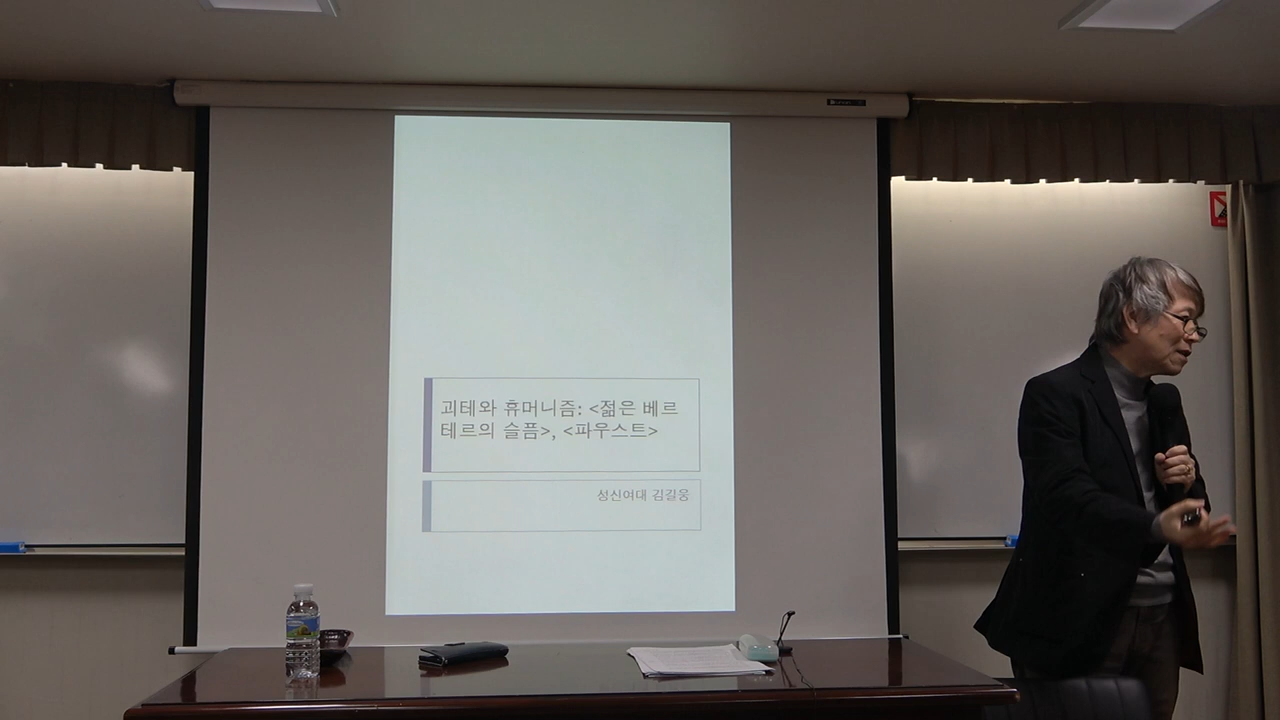 괴테와 휴머니즘: <젊은 베르
테르의 슬픔>, <파우스트>
성신여대 김길웅